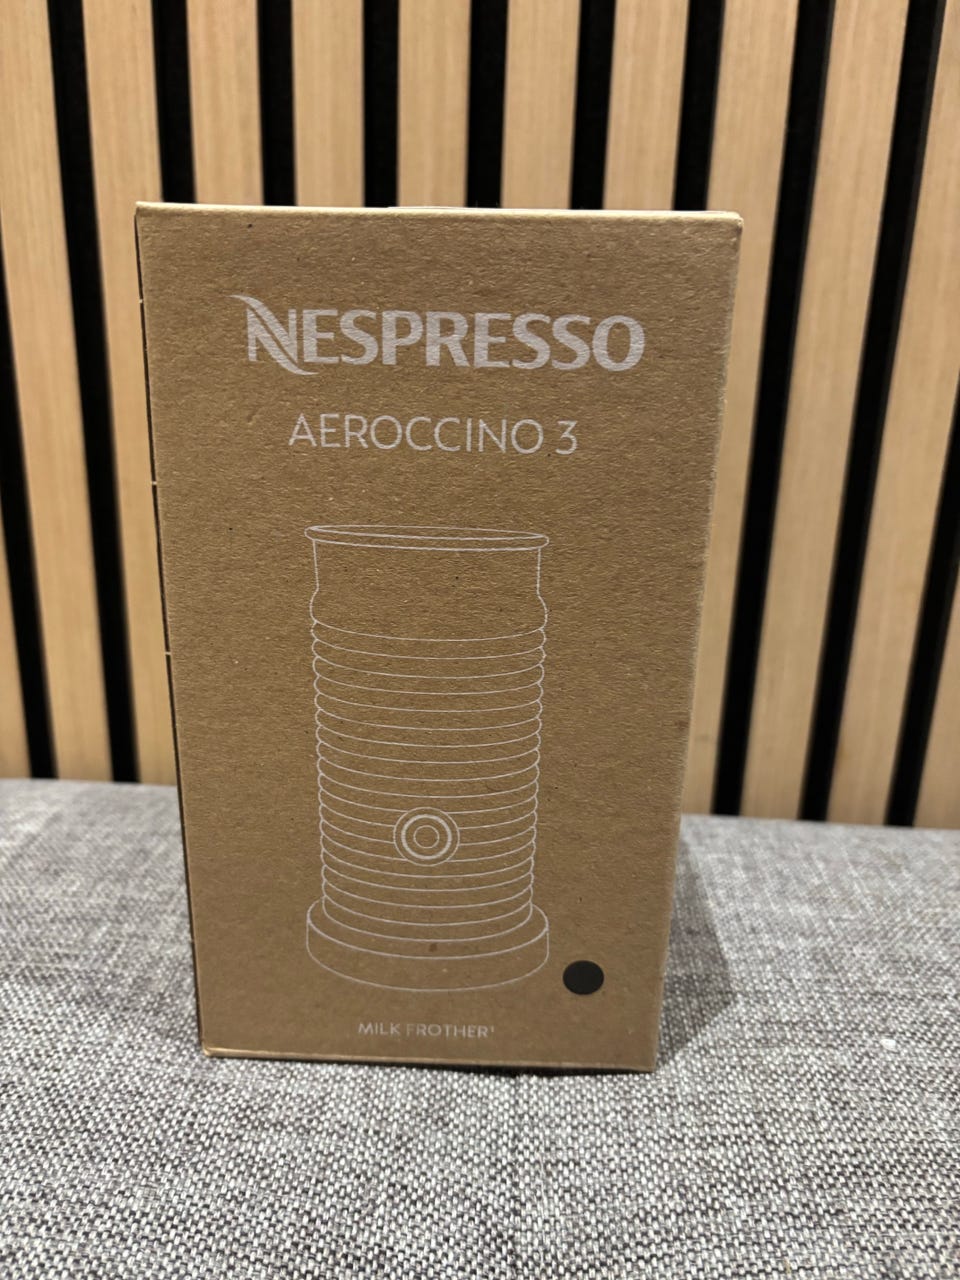 NESPRESSO
AEROCCINO 3
MILK FROTHER¹